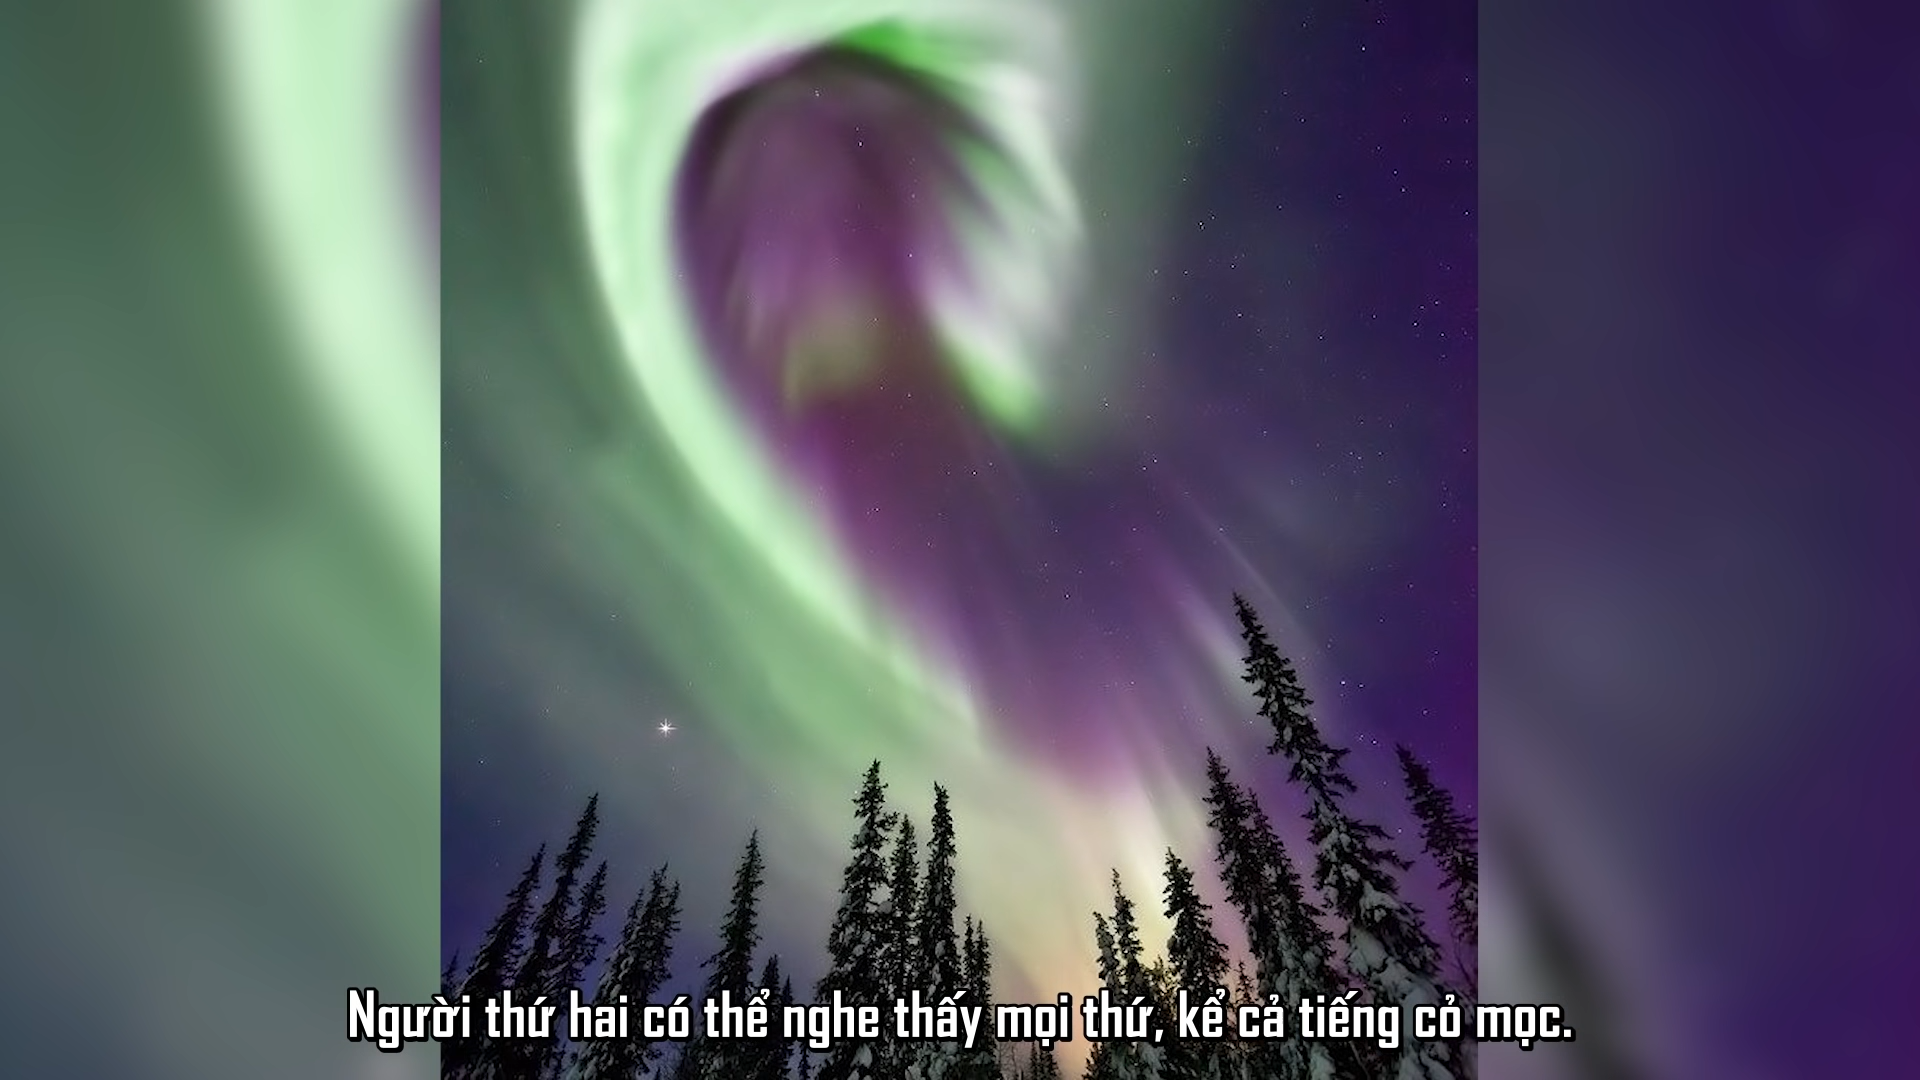 Người thứ hai có thể nghe thấy mọi thứ, kể cả tiếng cỏ mọc.